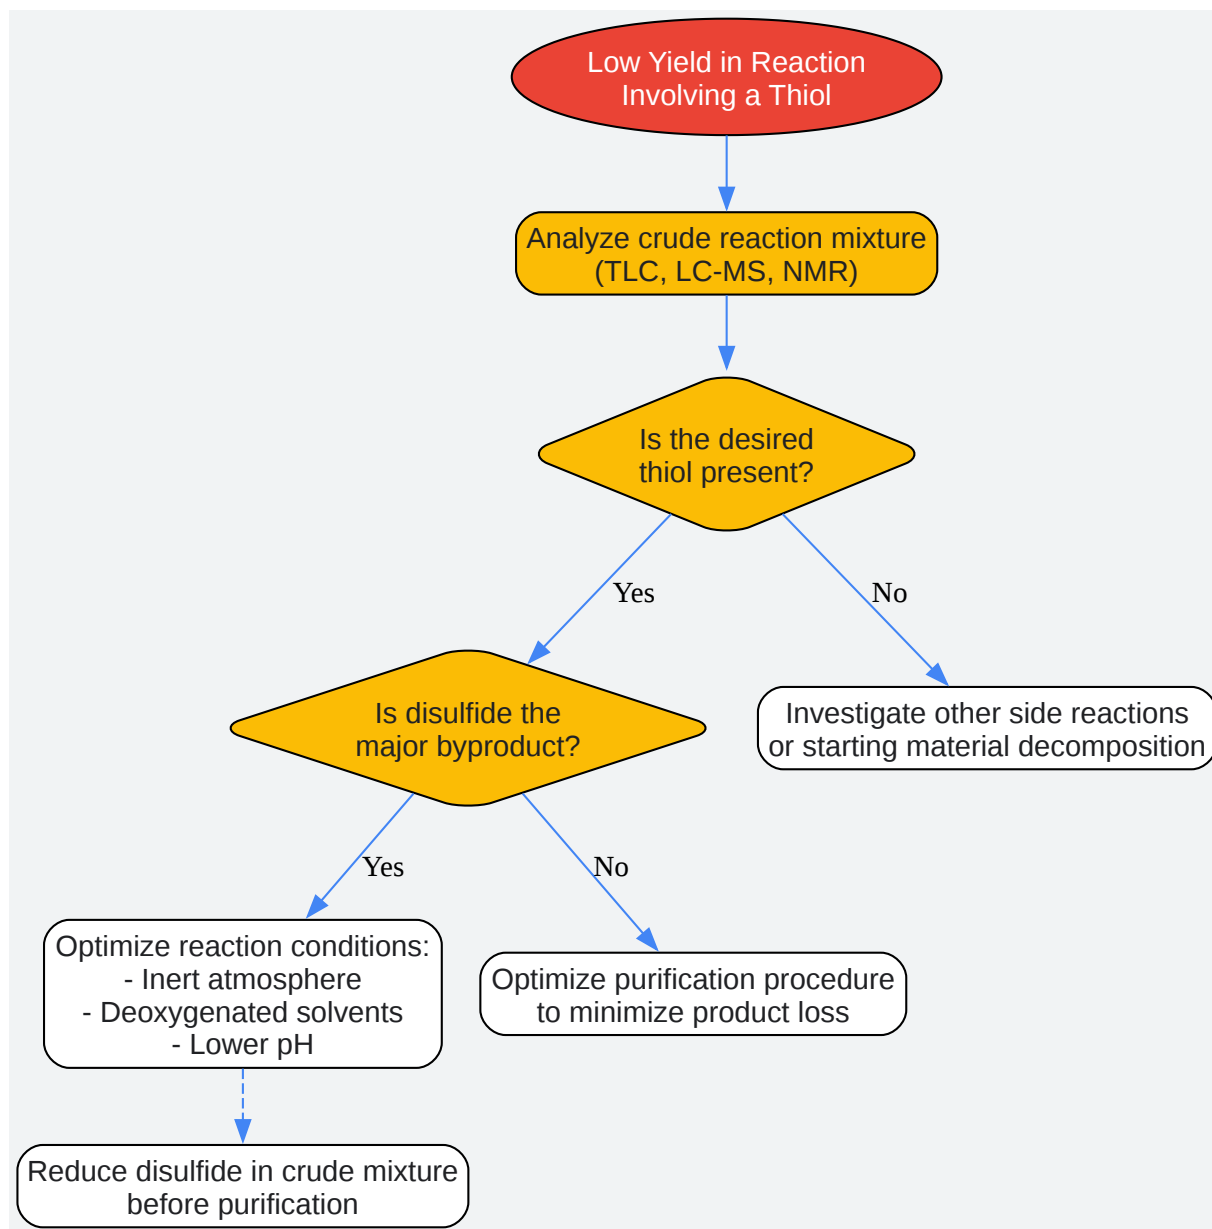 Low Yield in Reaction
Involving a Thiol
Analyze crude reaction mixture
(TLC, LC-MS, NMR)
Is the desired
thiol present?
Yes
No
Is disulfide the
major byproduct?
Investigate other side reactions
or starting material decomposition
Yes
No
Optimize reaction conditions:
- Inert atmosphere
- Deoxygenated solvents
- Lower pH
Optimize purification procedure
to minimize product loss
Reduce disulfide in crude mixture
before purification